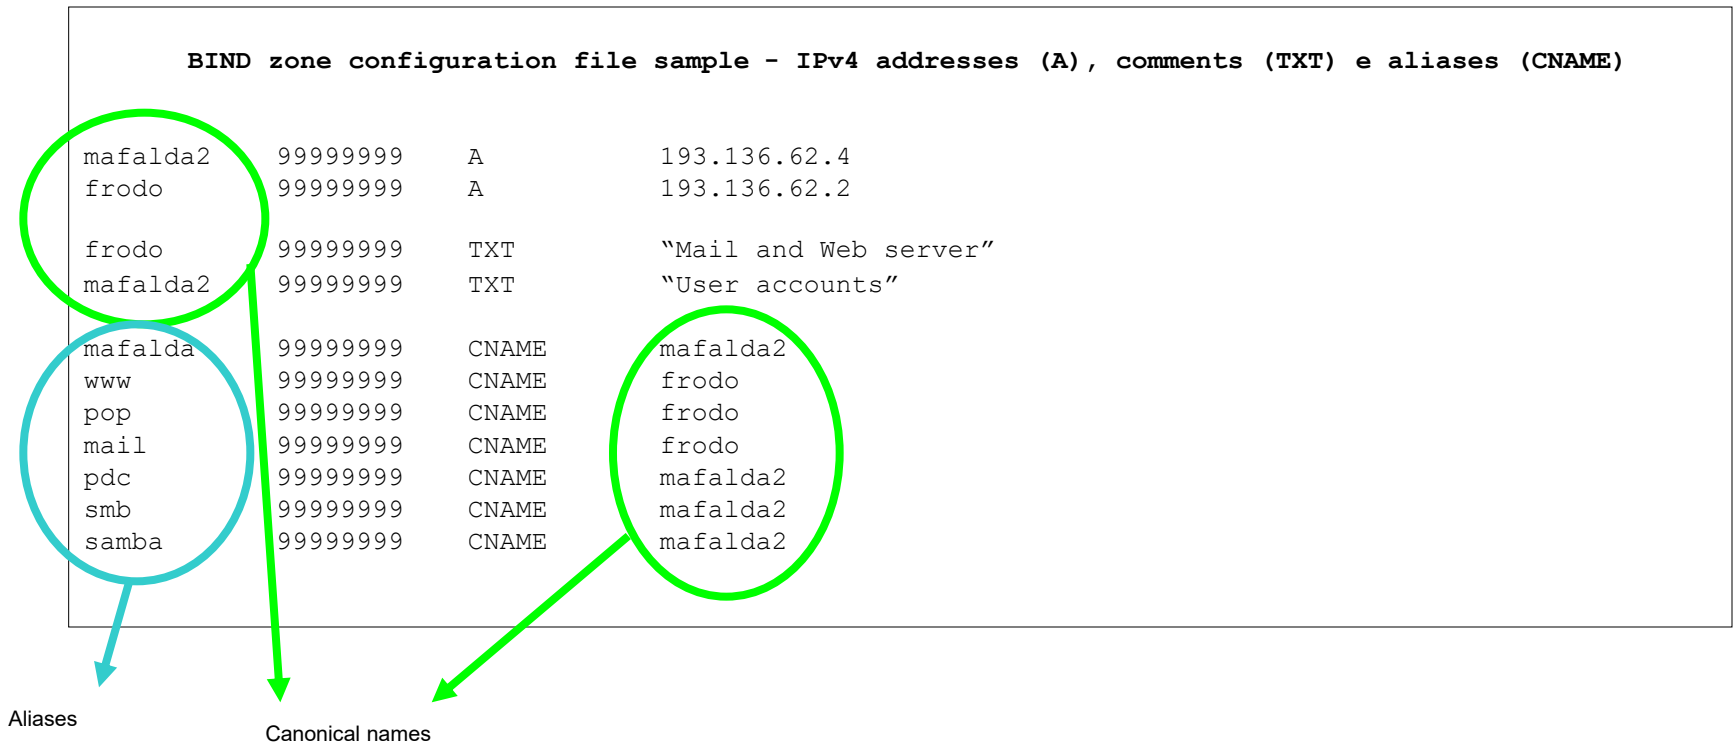 BIND zone configuration file sample - IPv4 addresses (A), comments (TXT) e aliases (CNAME)
mafalda2 99999999 A 193.136.62.4
frodo 99999999 A 193.136.62.2
frodo 99999999 TXT “Mail and Web server”
mafalda2 99999999 TXT “User accounts”
mafalda 99999999 CNAME mafalda2
www 99999999 CNAME frodo
pop 99999999 CNAME frodo
mail 99999999 CNAME frodo
pdc 99999999 CNAME mafalda2
smb 99999999 CNAME mafalda2
samba 99999999 CNAME mafalda2
Aliases
Canonical names